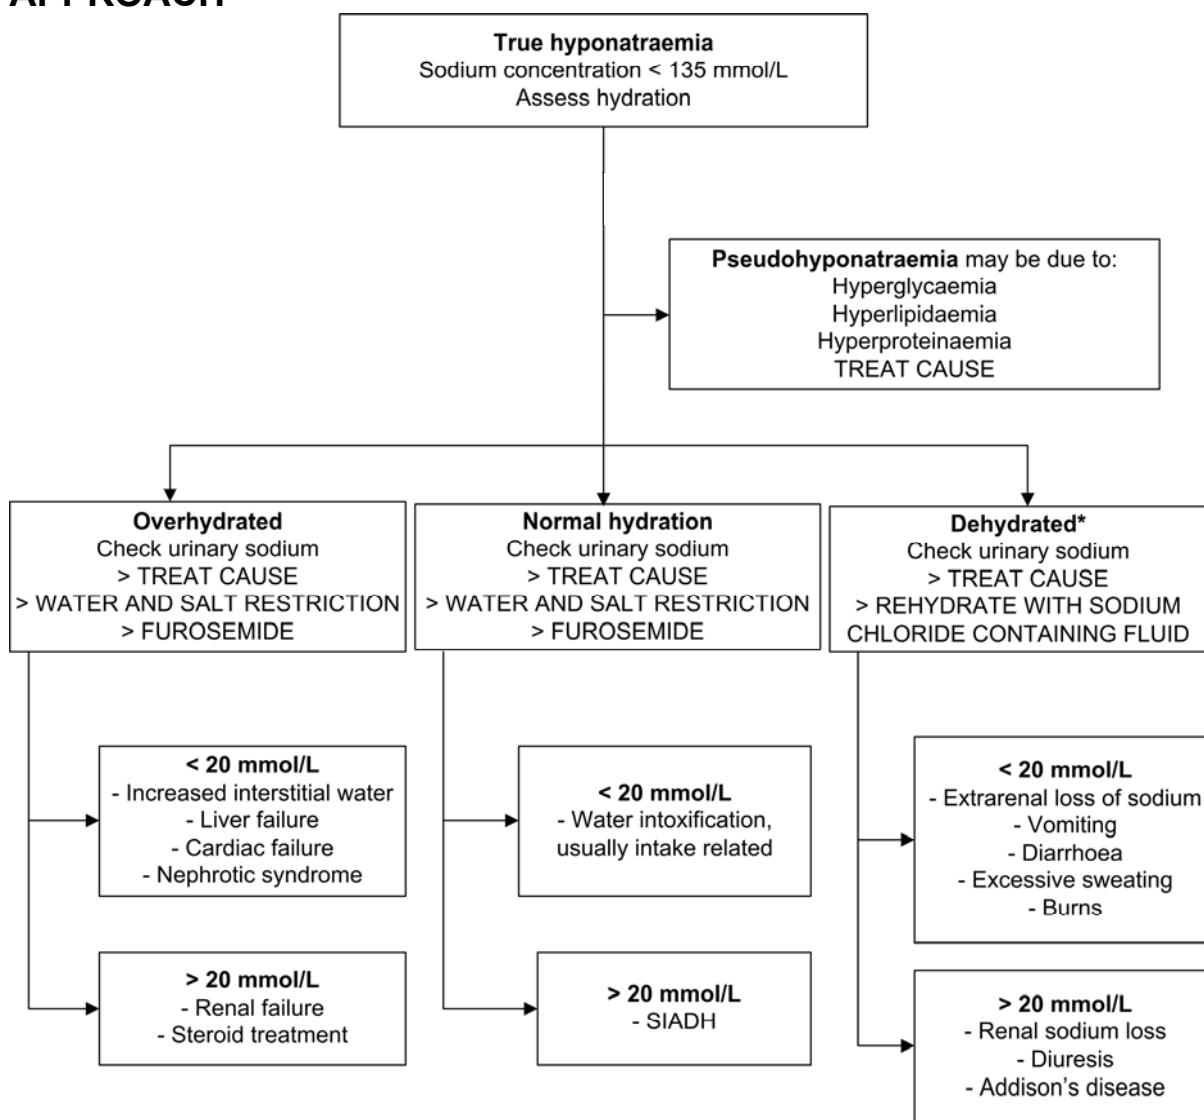 APPROACH
True hyponatraemia
Sodium concentration < 135 mmol/L
Assess hydration
Pseudohyponatraemia may be due to:
Hyperglycaemia
Hyperlipidaemia
Hyperproteinaemia
TREAT CAUSE
Overhydrated
Check urinary sodium
> TREAT CAUSE
> WATER AND SALT RESTRICTION
> FUROSEMIDE
Normal hydration
Check urinary sodium
> TREAT CAUSE
> WATER AND SALT RESTRICTION
> FUROSEMIDE
Dehydrated*
Check urinary sodium
> TREAT CAUSE
> REHYDRATE WITH SODIUM
CHLORIDE CONTAINING FLUID
< 20 mmol/L
- Increased interstitial water
- Liver failure
- Cardiac failure
- Nephrotic syndrome
< 20 mmol/L
- Water intoxification,
usually intake related
< 20 mmol/L
- Extrarenal loss of sodium
- Vomiting
- Diarrhoea
- Excessive sweating
- Burns
> 20 mmol/L
- Renal failure
- Steroid treatment
> 20 mmol/L
- SIADH
> 20 mmol/L
- Renal sodium loss
- Diuresis
- Addison's disease